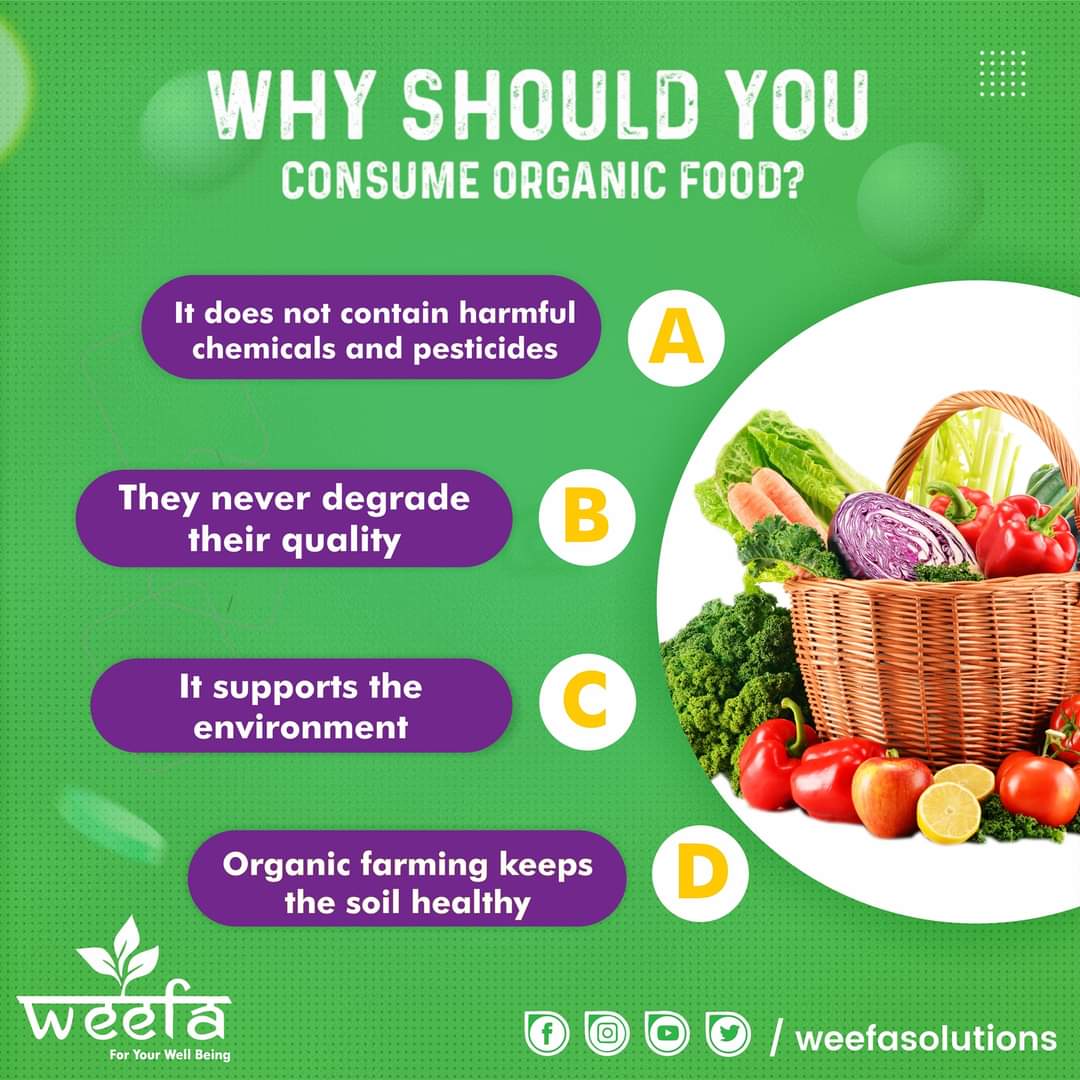 WHY SHOULD YOU
CONSUME ORGANIC FOOD?
It does not contain harmful
chemicals and pesticides
A
They never degrade
their quality
B
It supports the
environment
C
Organic farming keeps
the soil healthy
D
weefa
For Your Well Being
/ weefasolutions